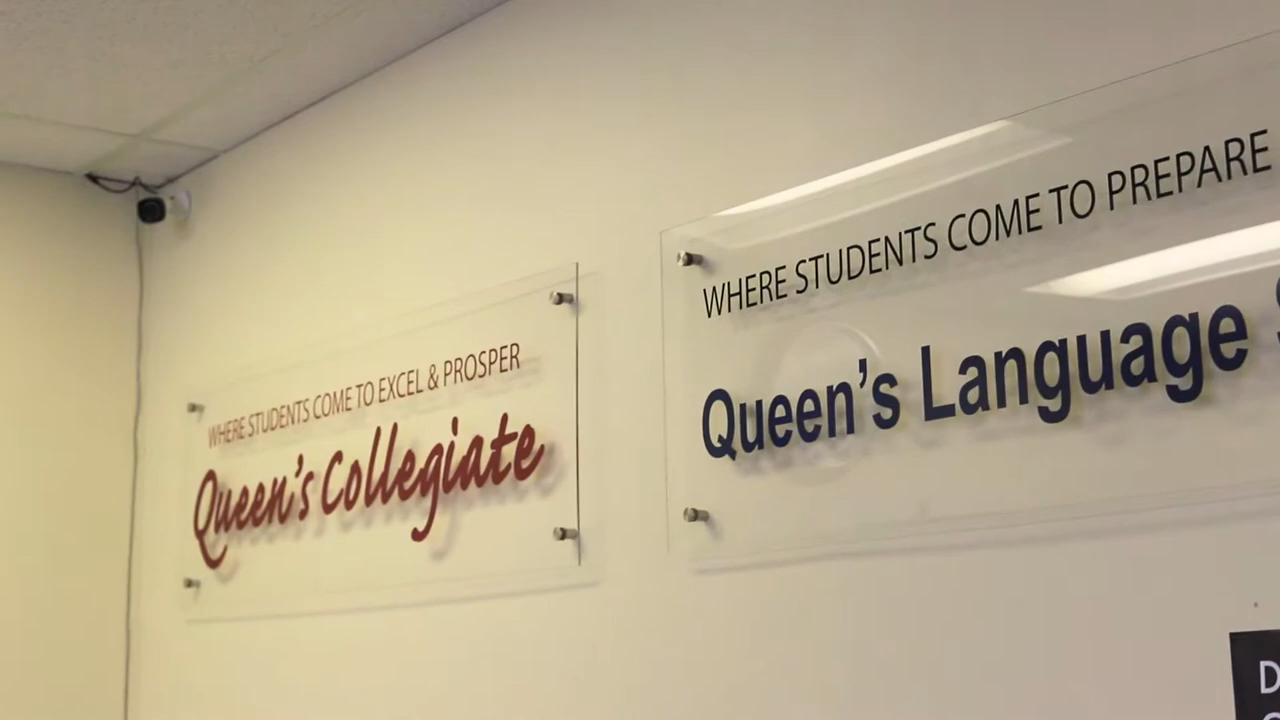 WHERE STUDENTS COME TO EXCEL & PROSPER
Queen's Collegiate
WHERE STUDENTS COME TO PREPARE
Queen's Language